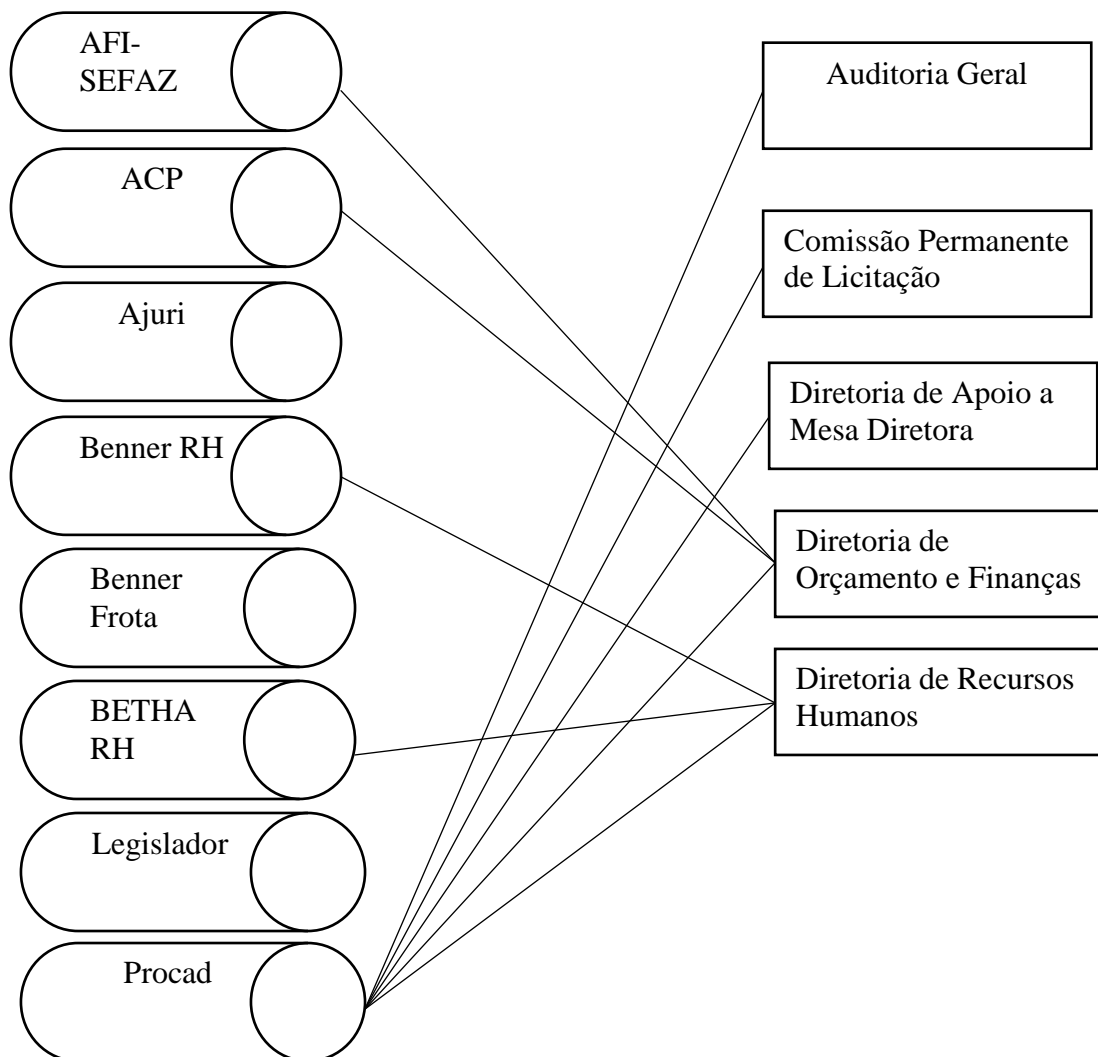 AFI-
SEFAZ
ACP
Ajuri
Benner RH
Benner
Frota
BETHA
RH
Legislador
Procad
Auditoria Geral
Comissão Permanente
de Licitação
Diretoria de Apoio a
Mesa Diretora
Diretoria de
Orçamento e Finanças
Diretoria de Recursos
Humanos